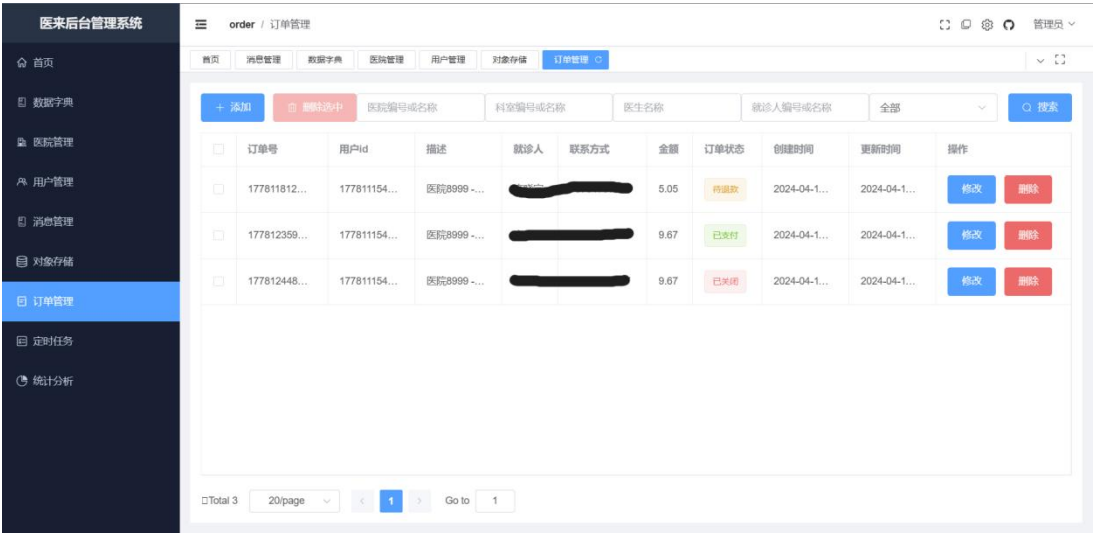 医来后台管理系统
order / 订单管理
管理员
首页 消息管理 数据字典 医院管理 用户管理 对象存储 订单管理
首页
数据字典
医院管理
用户管理
消息管理
对象存储
订单管理
定时任务
统计分析
+ 添加 删除选中 医院编号或名称 科室编号或名称 医生名称 就诊人编号或名称 全部 搜索
订单号 用户id 描述 就诊人 联系方式 金额 订单状态 创建时间 更新时间 操作
177811812... 177811154... 医院8999 -... 5.05 待退款 2024-04-1... 2024-04-1... 修改 删除
177812359... 177811154... 医院8999 -... 9.67 已支付 2024-04-1... 2024-04-1... 修改 删除
177812448... 177811154... 医院8999 -... 9.67 已关闭 2024-04-1... 2024-04-1... 修改 删除
Total 3 20/page < 1 > Go to 1